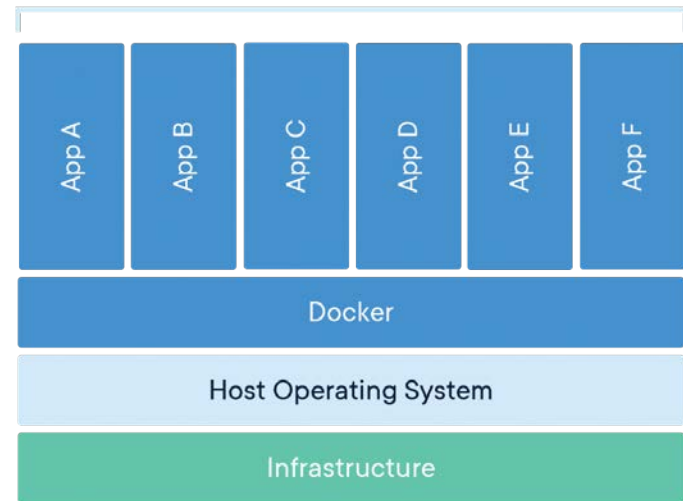 App A
App B
App C
App D
App E
App F
Docker
Host Operating System
Infrastructure